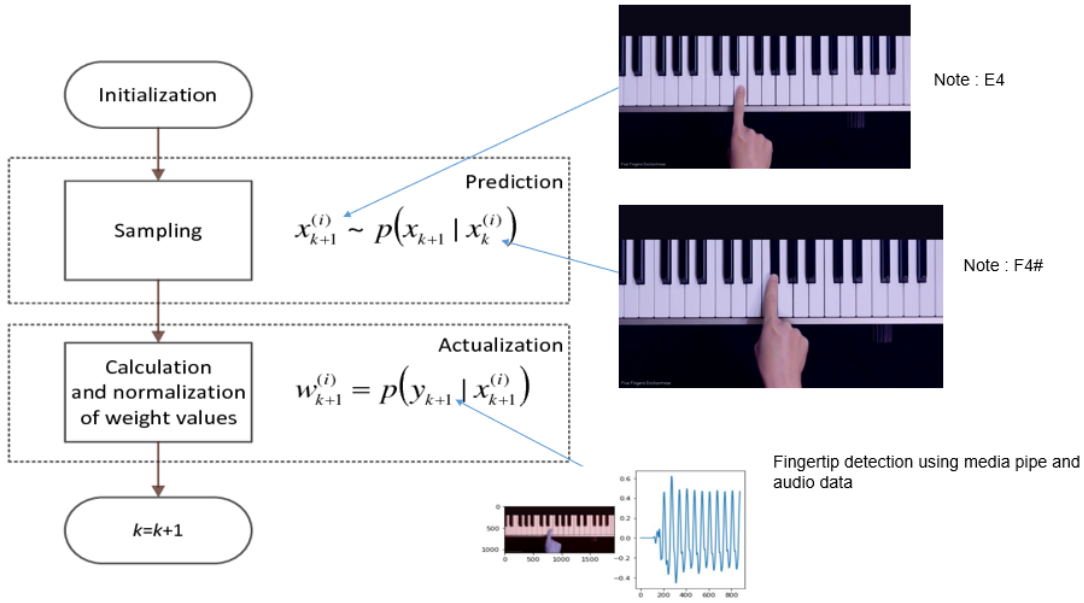 Initialization
Prediction
Sampling
x_{k+1}^{(i)} ~ p(x_{k+1} | x_k^{(i)})
Actualization
Calculation
and normalization
of weight values
w_{k+1}^{(i)} = p(y_{k+1} | x_{k+1}^{(i)})
k=k+1
Note : E4
Note : F4#
Fingertip detection using media pipe and
audio data
0
500
1000
0 500 1000 1500
0.6
0.4
0.2
0.0
−0.2
−0.4
0 200 400 600 800